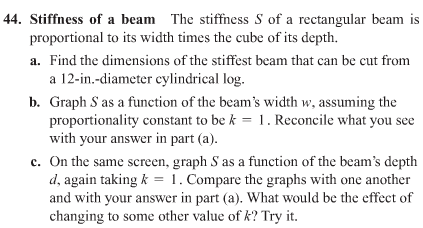 44. Stiffness of a beam The stiffness S of a rectangular beam is
proportional to its width times the cube of its depth.
a. Find the dimensions of the stiffest beam that can be cut from
a 12-in.-diameter cylindrical log.
b. Graph S as a function of the beam's width w, assuming the
proportionality constant to be k = 1. Reconcile what you see
with your answer in part (a).
c. On the same screen, graph S as a function of the beam's depth
d, again taking k = 1. Compare the graphs with one another
and with your answer in part (a). What would be the effect of
changing to some other value of k? Try it.